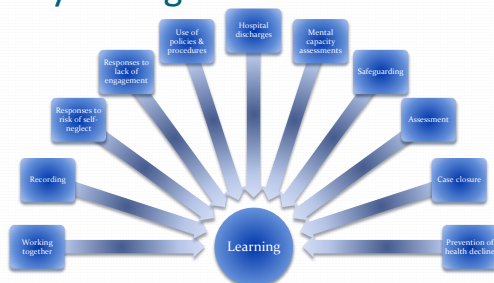 Hospital
discharges
Use of
policies &
procedures
Mental
capacity
assessments
Responses to
lack of
engagement
Safeguarding
Responses to
risk of self-
neglect
Assessment
Recording
Case closure
Working
together
Learning
Prevention of
health decline